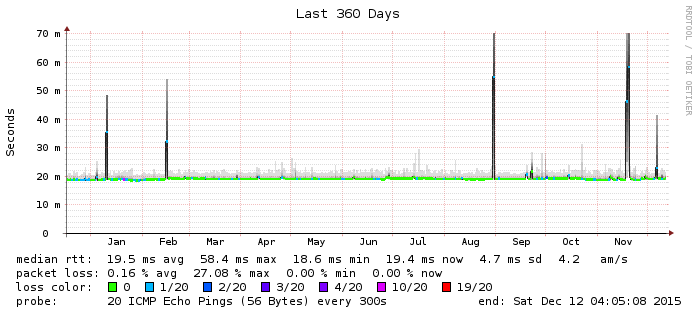 Last 360 Days
RRDTOOL / TOBI OETIKER
Seconds
70 m
60 m
50 m
40 m
30 m
20 m
10 m
0
Jan Feb Mar Apr May Jun Jul Aug Sep Oct Nov
median rtt: 19.5 ms avg 58.4 ms max 18.6 ms min 19.4 ms now 4.7 ms sd 4.2 am/s
packet loss: 0.16 % avg 27.08 % max 0.00 % min 0.00 % now
loss color: 0 1/20 2/20 3/20 4/20 10/20 19/20
probe: 20 ICMP Echo Pings (56 Bytes) every 300s end: Sat Dec 12 04:05:08 2015